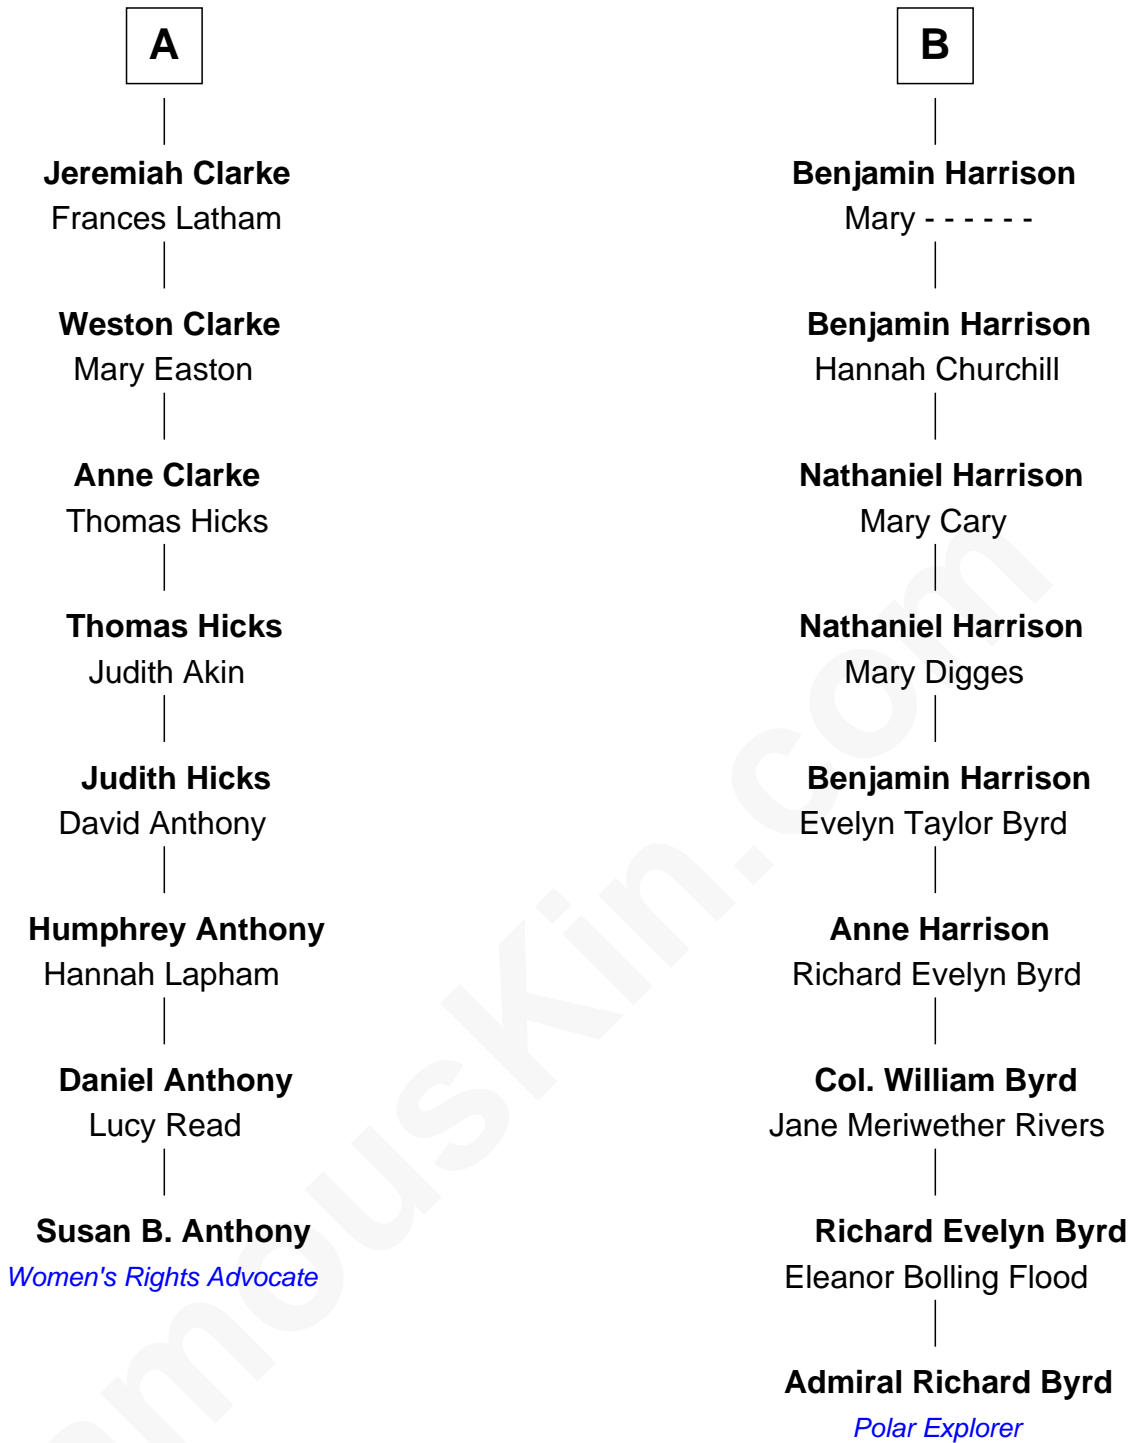 A
Jeremiah Clarke
Frances Latham
Weston Clarke
Mary Easton
Anne Clarke
Thomas Hicks
Thomas Hicks
Judith Akin
Judith Hicks
David Anthony
Humphrey Anthony
Hannah Lapham
Daniel Anthony
Lucy Read
Susan B. Anthony
Women's Rights Advocate
B
Benjamin Harrison
Mary - - - - - -
Benjamin Harrison
Hannah Churchill
Nathaniel Harrison
Mary Cary
Nathaniel Harrison
Mary Digges
Benjamin Harrison
Evelyn Taylor Byrd
Anne Harrison
Richard Evelyn Byrd
Col. William Byrd
Jane Meriwether Rivers
Richard Evelyn Byrd
Eleanor Bolling Flood
Admiral Richard Byrd
Polar Explorer
amousKin.com